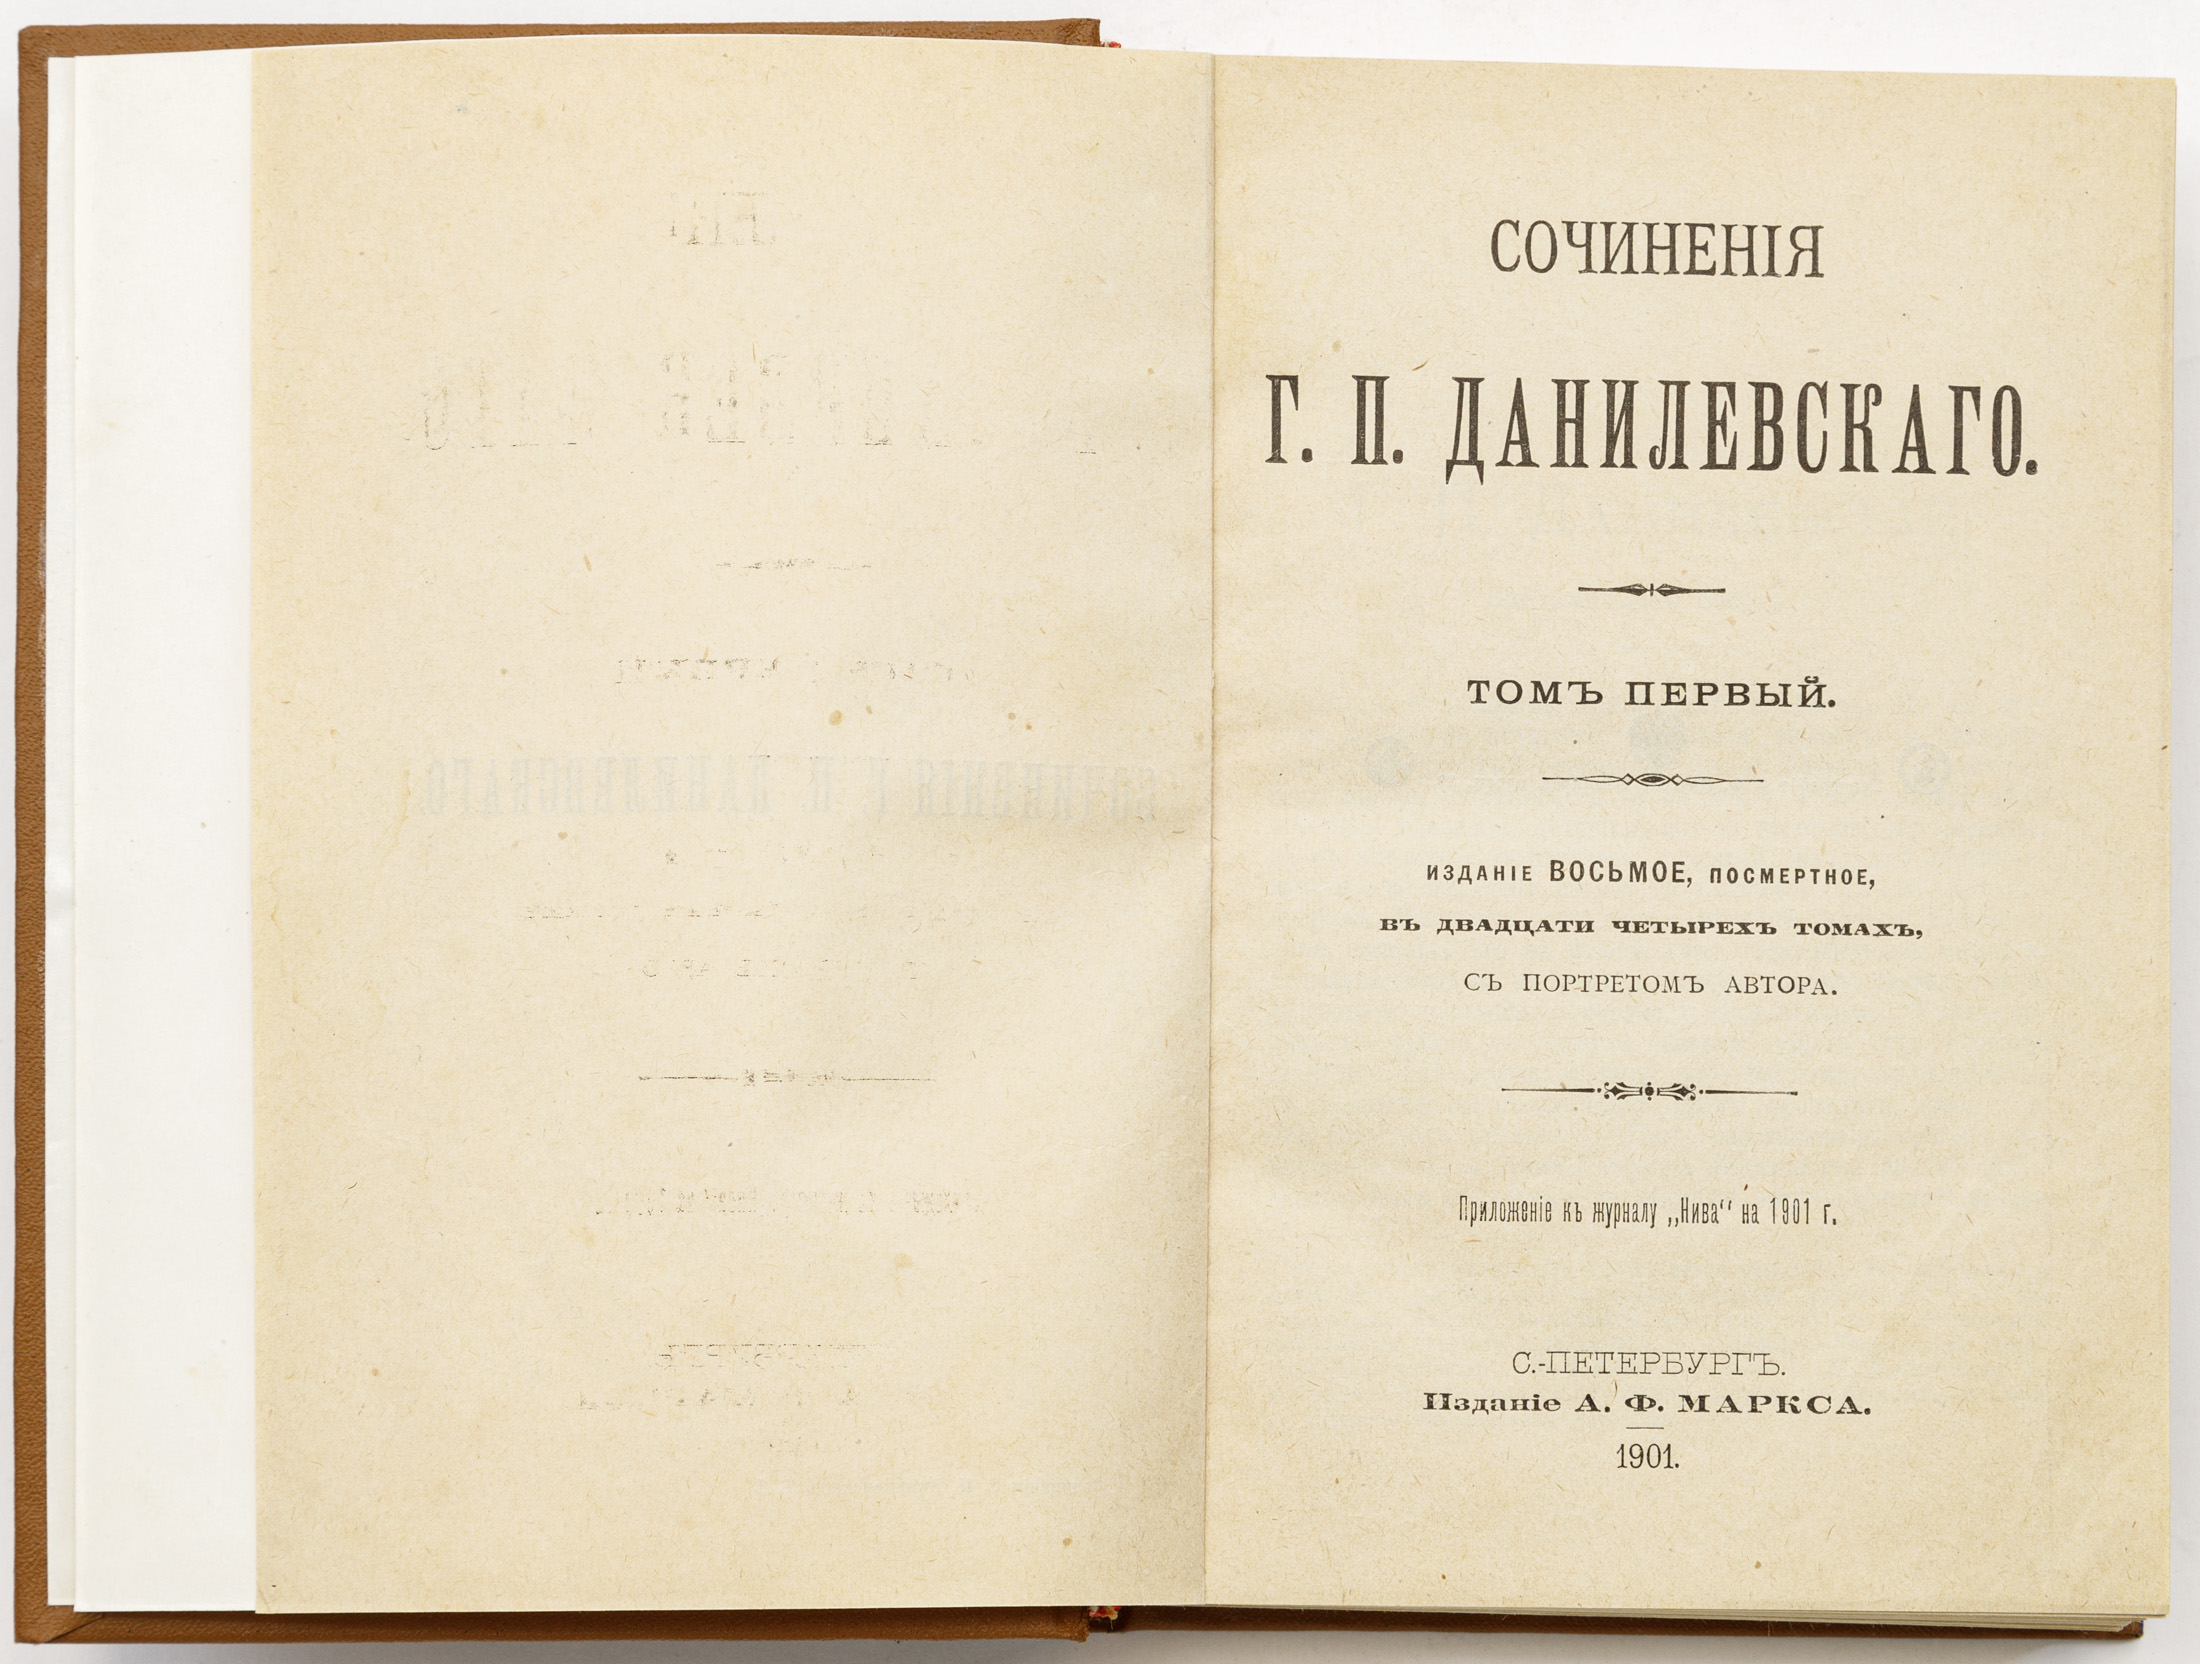 СОЧИНЕНІЯ
Г. П. ДАНИЛЕВСКАГО.
ТОМЪ ПЕРВЫЙ.
ИЗДАНІЕ ВОСЬМОЕ, ПОСМЕРТНОЕ,
ВЪ ДВАДЦАТИ ЧЕТЫРЕХЪ ТОМАХЪ,
СЪ ПОРТРЕТОМЪ АВТОРА.
Приложеніе къ журналу „Нива“ на 1901 г.
С.-ПЕТЕРБУРГЪ.
Изданіе А. Ф. МАРКСА.
1901.